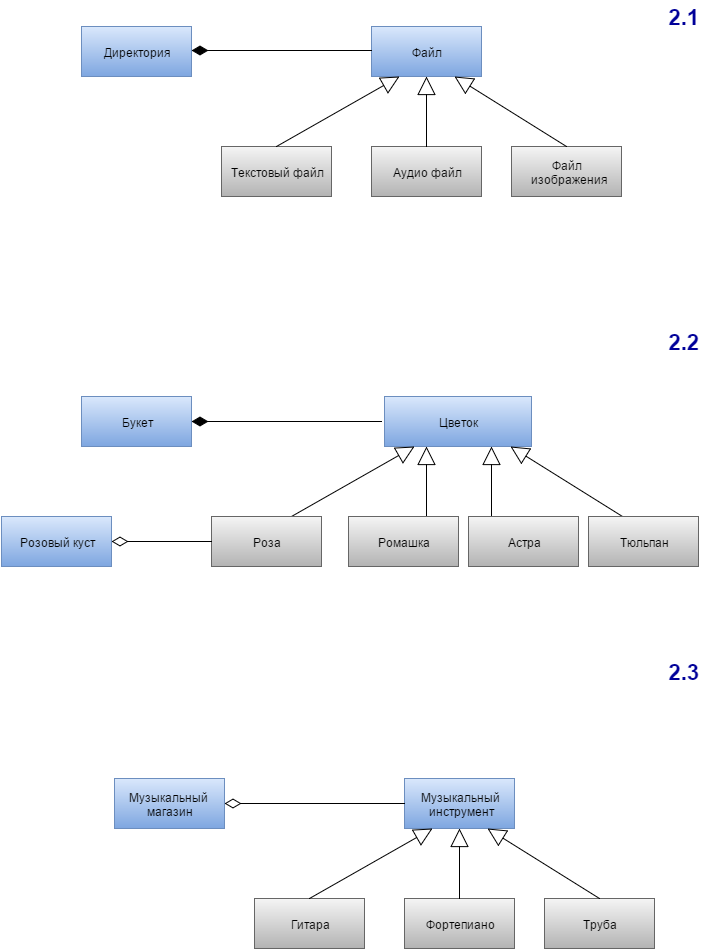 2.1
Директория
Файл
Текстовый файл
Аудио файл
Файл
изображения
2.2
Букет
Цветок
Розовый куст
Роза
Ромашка
Астра
Тюльпан
2.3
Музыкальный
магазин
Музыкальный
инструмент
Гитара
Фортепиано
Труба